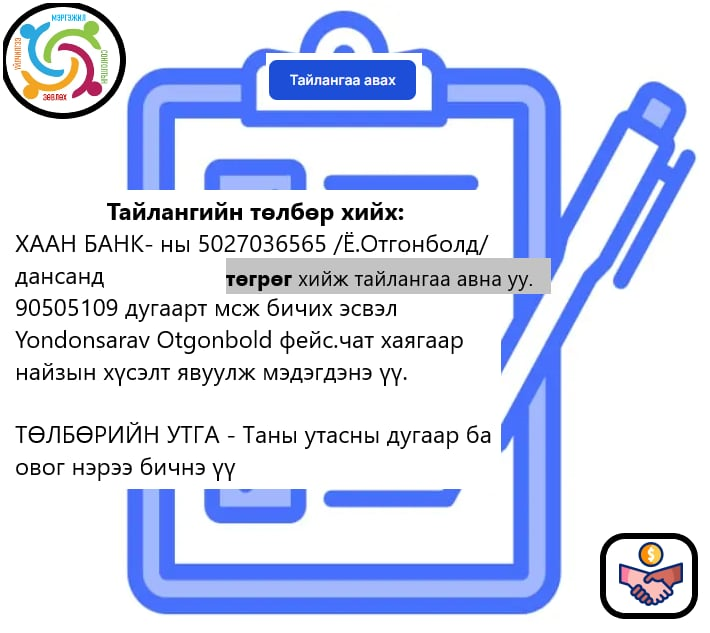 МЭРГЭЖИЛ
ҮЙЛЧИЛГЭЭ
СОНГОЛТЫН
ЗӨВЛӨХ
Тайлангаа авах
Тайлангийн төлбөр хийх:
ХААН БАНК- ны 5027036565 /Ё.Отгонболд/
дансанд төгрөг хийж тайлангаа авна уу.
90505109 дугаарт мсж бичих эсвэл
Yondonsarav Otgonbold фейс.чат хаягаар
найзын хүсэлт явуулж мэдэгдэнэ үү.
ТӨЛБӨРИЙН УТГА - Таны утасны дугаар ба
овог нэрээ бичнэ үү
$